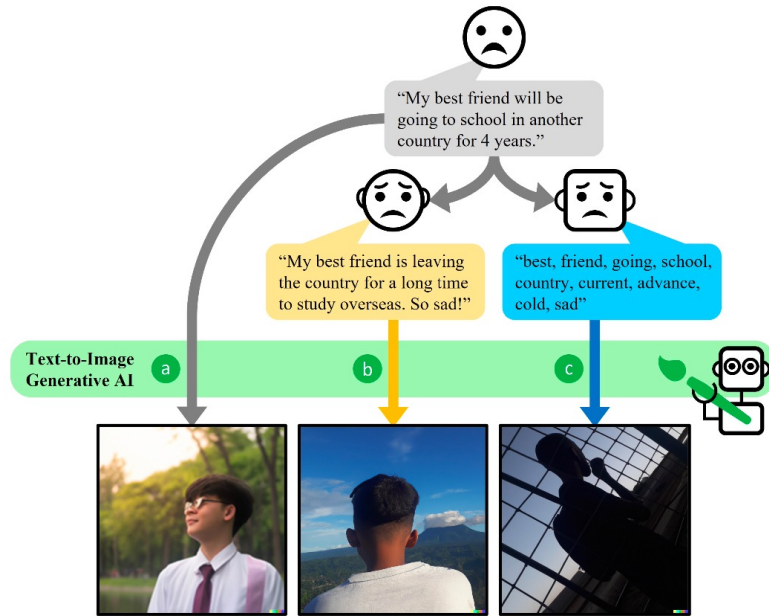 “My best friend will be
going to school in another
country for 4 years.”
“My best friend is leaving
the country for a long time
to study overseas. So sad!”
“best, friend, going, school,
country, current, advance,
cold, sad”
Text-to-Image
Generative AI
a
b
c